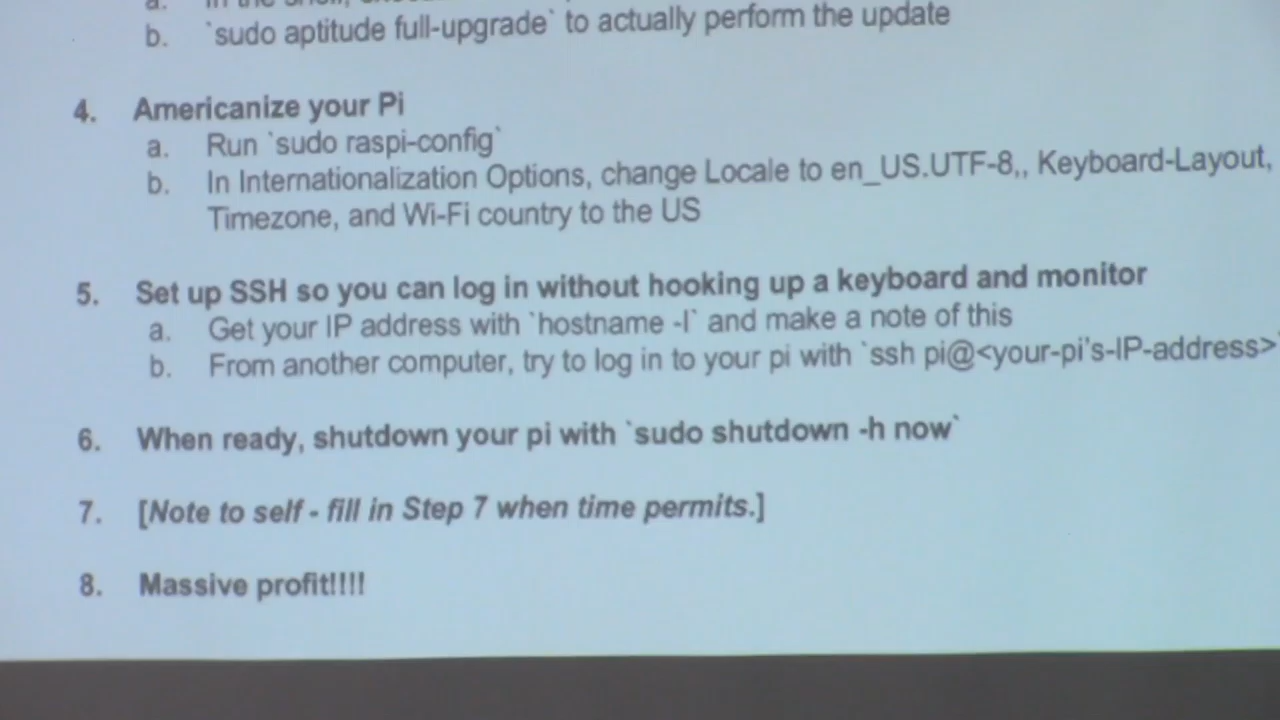 b. `sudo aptitude full-upgrade` to actually perform the update
4. Americanize your Pi
a. Run `sudo raspi-config`
b. In Internationalization Options, change Locale to en_US.UTF-8,, Keyboard-Layout,
Timezone, and Wi-Fi country to the US
5. Set up SSH so you can log in without hooking up a keyboard and monitor
a. Get your IP address with `hostname -I` and make a note of this
b. From another computer, try to log in to your pi with `ssh pi@<your-pi's-IP-address>`
6. When ready, shutdown your pi with `sudo shutdown -h now`
7. [Note to self - fill in Step 7 when time permits.]
8. Massive profit!!!!